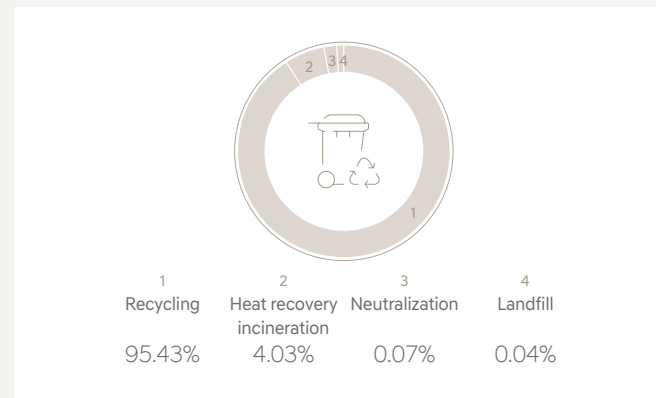 2
3
4
1
1
Recycling
95.43%
2
Heat recovery
incineration
4.03%
3
Neutralization
0.07%
4
Landfill
0.04%